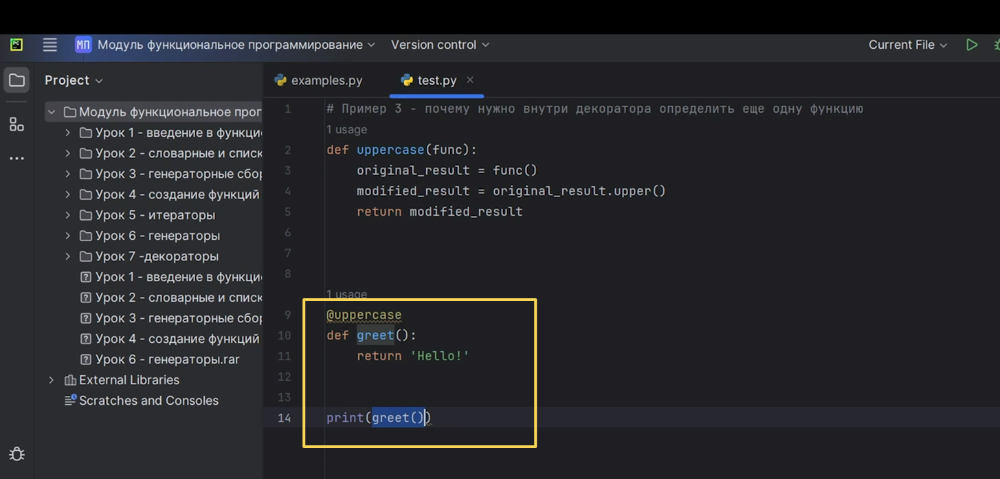 PC
МП Модуль функциональное программирование Version control Current File
Project
examples.py test.py
Модуль функциональное прог
Урок 1 - введение в функци
Урок 2 - словарные и списк
Урок 3 - генераторные сбор
Урок 4 - создание функций
Урок 5 - итераторы
Урок 6 - генераторы
Урок 7 -декораторы
Урок 1 - введение в функци
Урок 2 - словарные и списк
Урок 3 - генераторные сбор
Урок 4 - создание функций
Урок 6 - генераторы.rar
External Libraries
Scratches and Consoles
1 # Пример 3 - почему нужно внутри декоратора определить еще одну функцию
1 usage
2 def uppercase(func):
3 original_result = func()
4 modified_result = original_result.upper()
5 return modified_result
6
7
8
1 usage
9 @uppercase
10 def greet():
11 return 'Hello!'
12
13
14 print(greet())